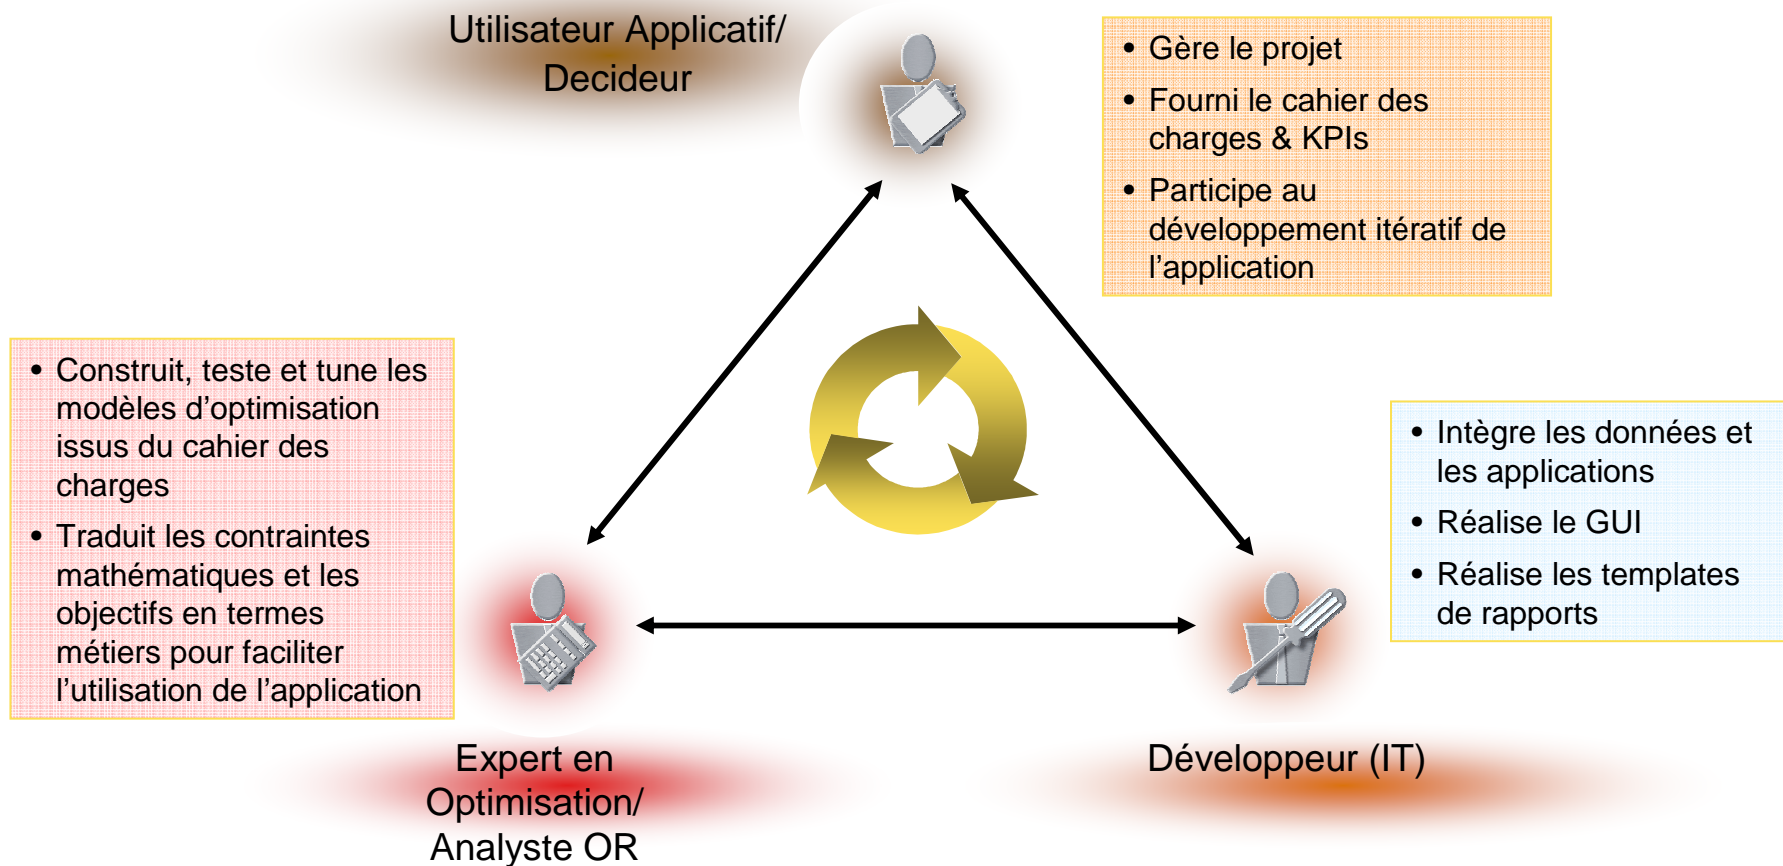 Utilisateur Applicatif/
Decideur
• Gère le projet
• Fourni le cahier des
charges & KPIs
• Participe au
développement itératif de
l’application
• Construit, teste et tune les
modèles d’optimisation
issus du cahier des
charges
• Traduit les contraintes
mathématiques et les
objectifs en termes
métiers pour faciliter
l’utilisation de l’application
• Intègre les données et
les applications
• Réalise le GUI
• Réalise les templates
de rapports
Expert en
Optimisation/
Analyste OR
Développeur (IT)